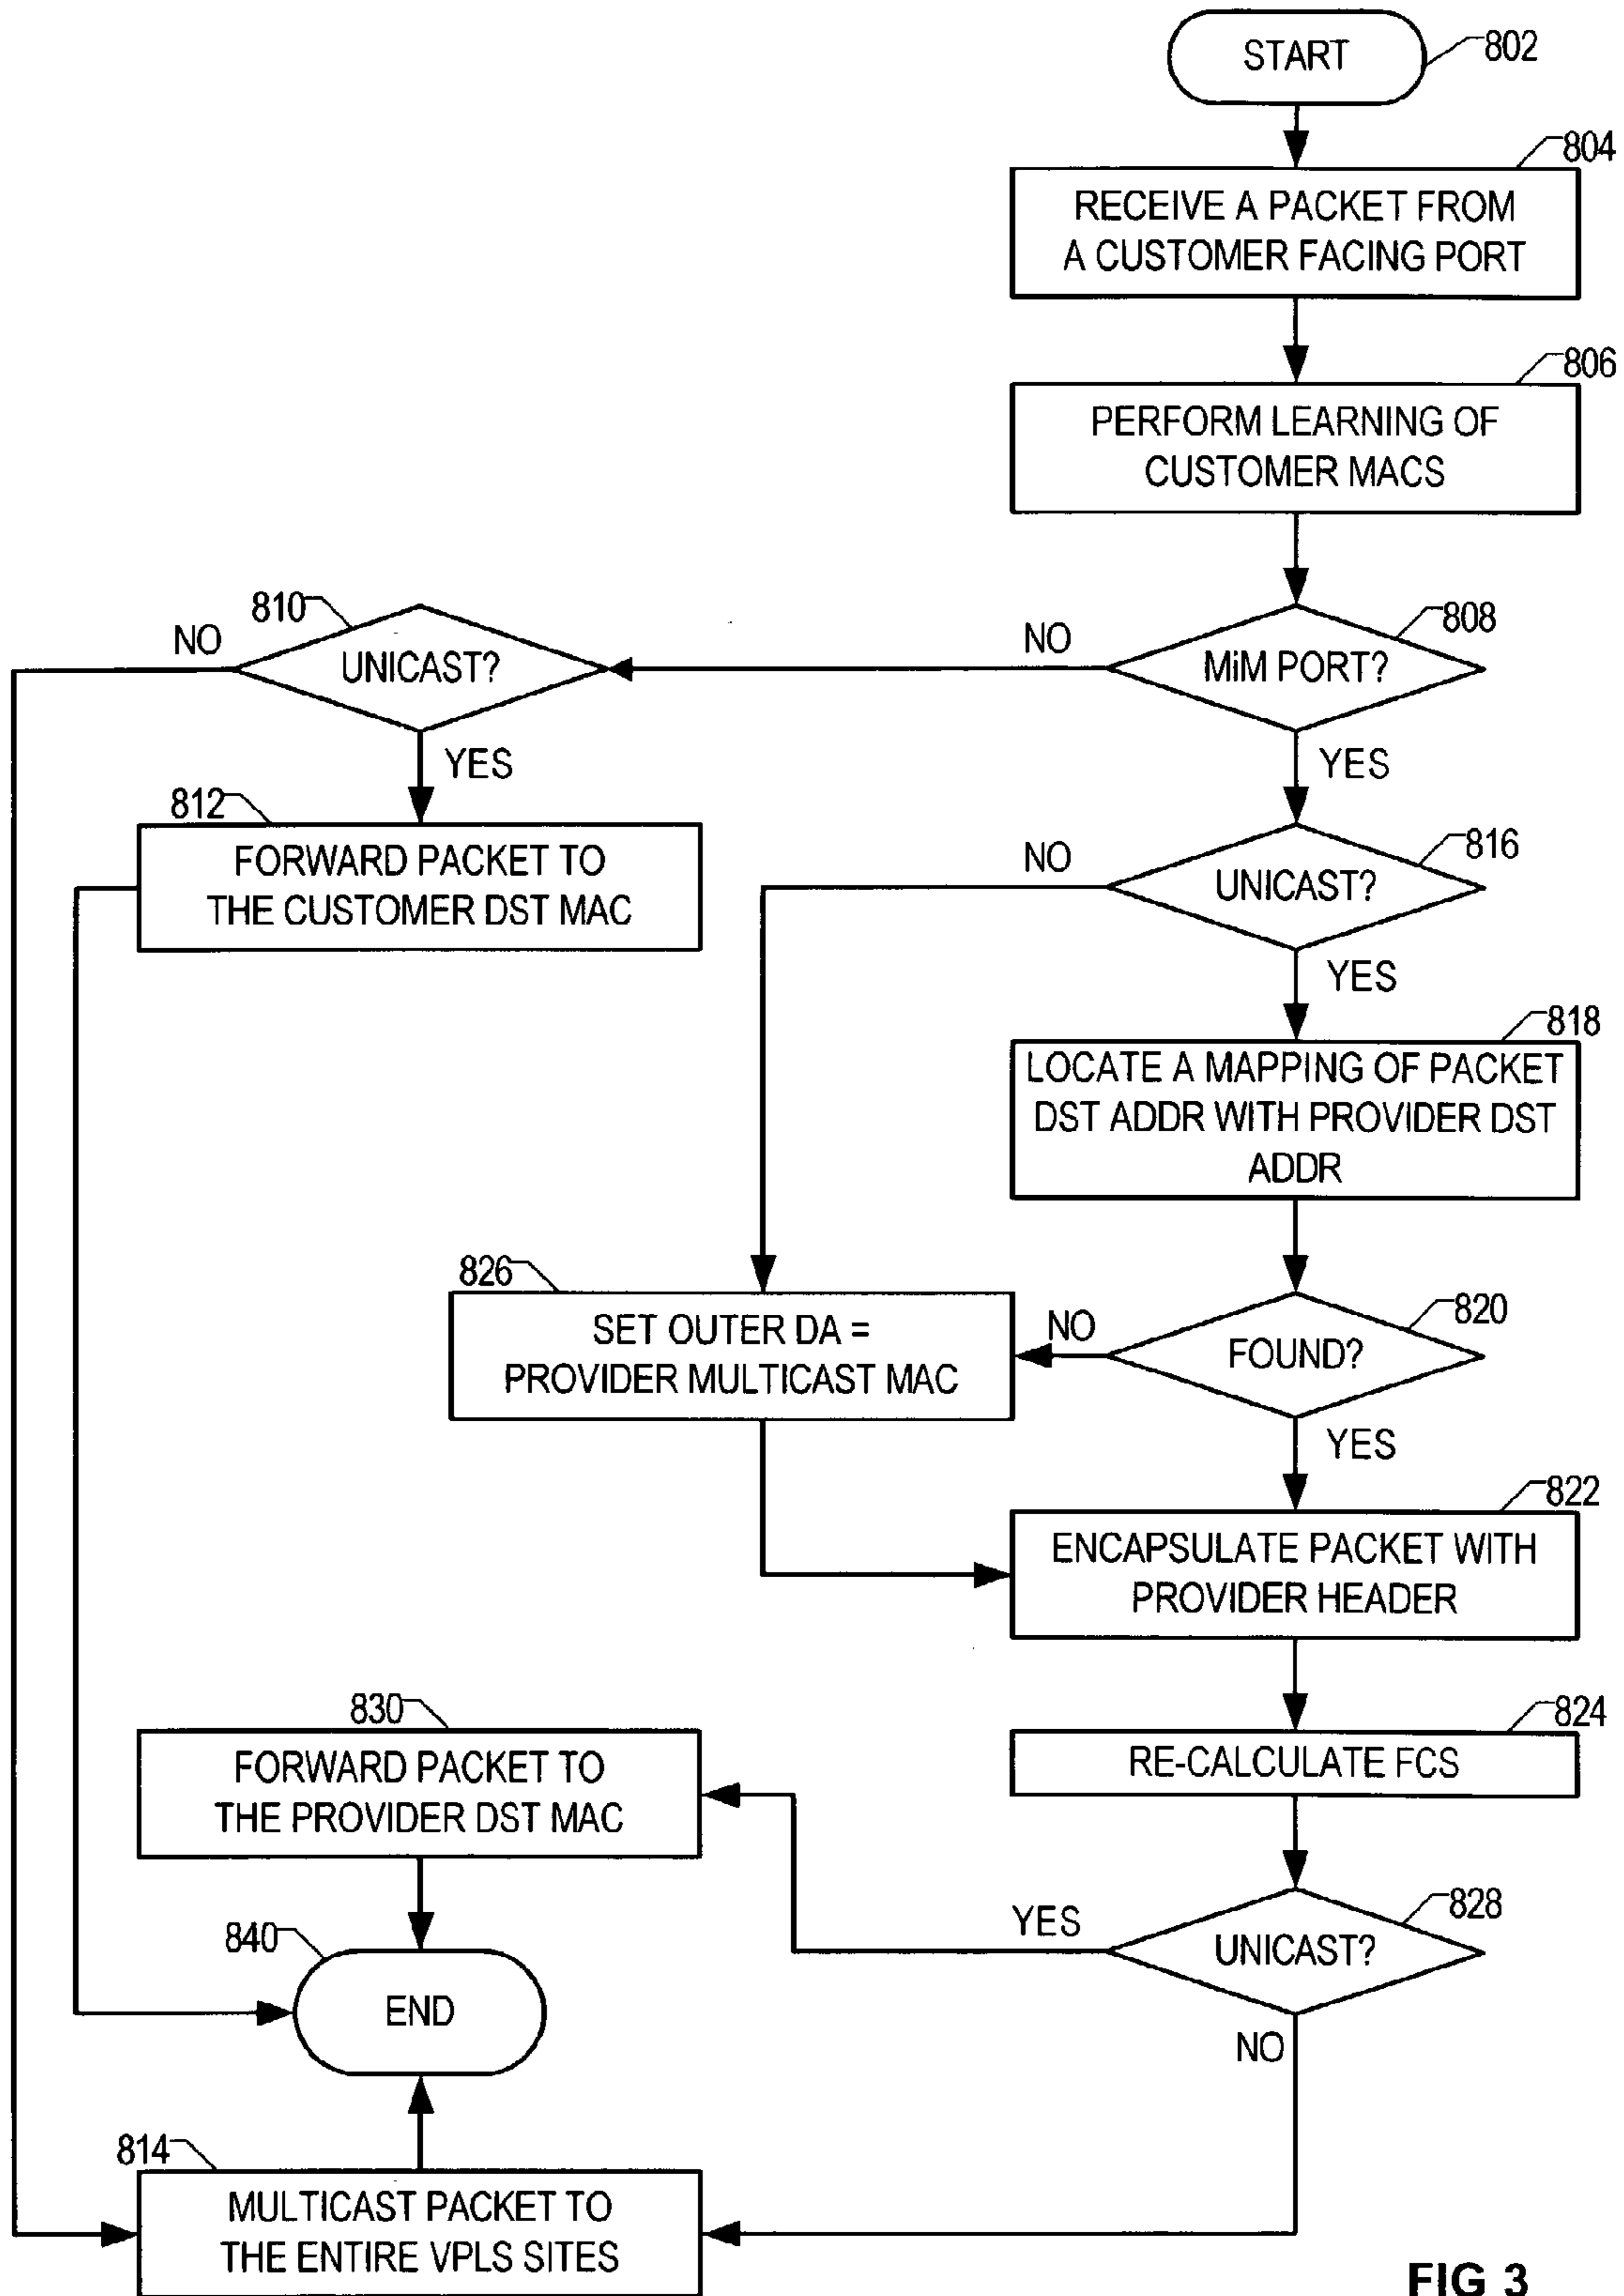 START
802
804
RECEIVE A PACKET FROM
A CUSTOMER FACING PORT
806
PERFORM LEARNING OF
CUSTOMER MACS
808
MiM PORT?
NO
YES
810
UNICAST?
NO
YES
812
FORWARD PACKET TO
THE CUSTOMER DST MAC
816
UNICAST?
NO
YES
818
LOCATE A MAPPING OF PACKET
DST ADDR WITH PROVIDER DST
ADDR
820
FOUND?
NO
YES
826
SET OUTER DA =
PROVIDER MULTICAST MAC
822
ENCAPSULATE PACKET WITH
PROVIDER HEADER
824
RE-CALCULATE FCS
828
UNICAST?
YES
NO
830
FORWARD PACKET TO
THE PROVIDER DST MAC
840
END
814
MULTICAST PACKET TO
THE ENTIRE VPLS SITES
FIG 3